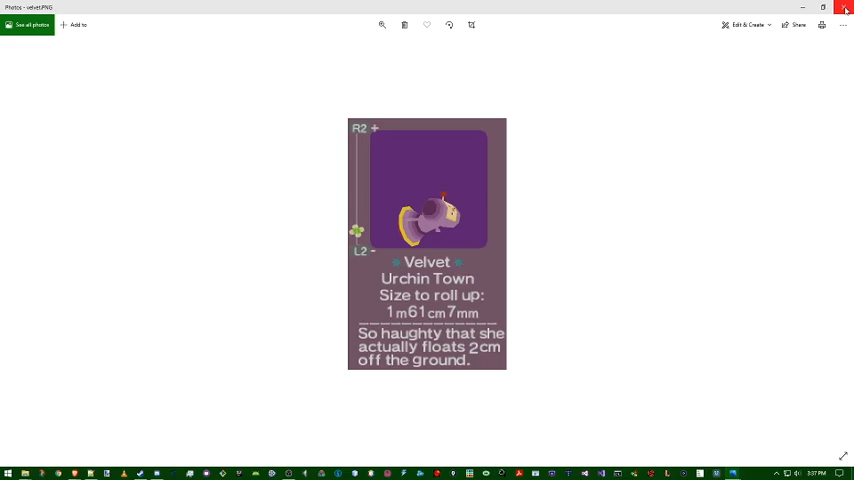 Photos - velvet.PNG
See all photos
Add to
Edit & Create
Share
R2 +
L2 -
Velvet
Urchin Town
Size to roll up:
1m61cm7mm
So haughty that she
actually floats 2cm
off the ground.
3:37 PM